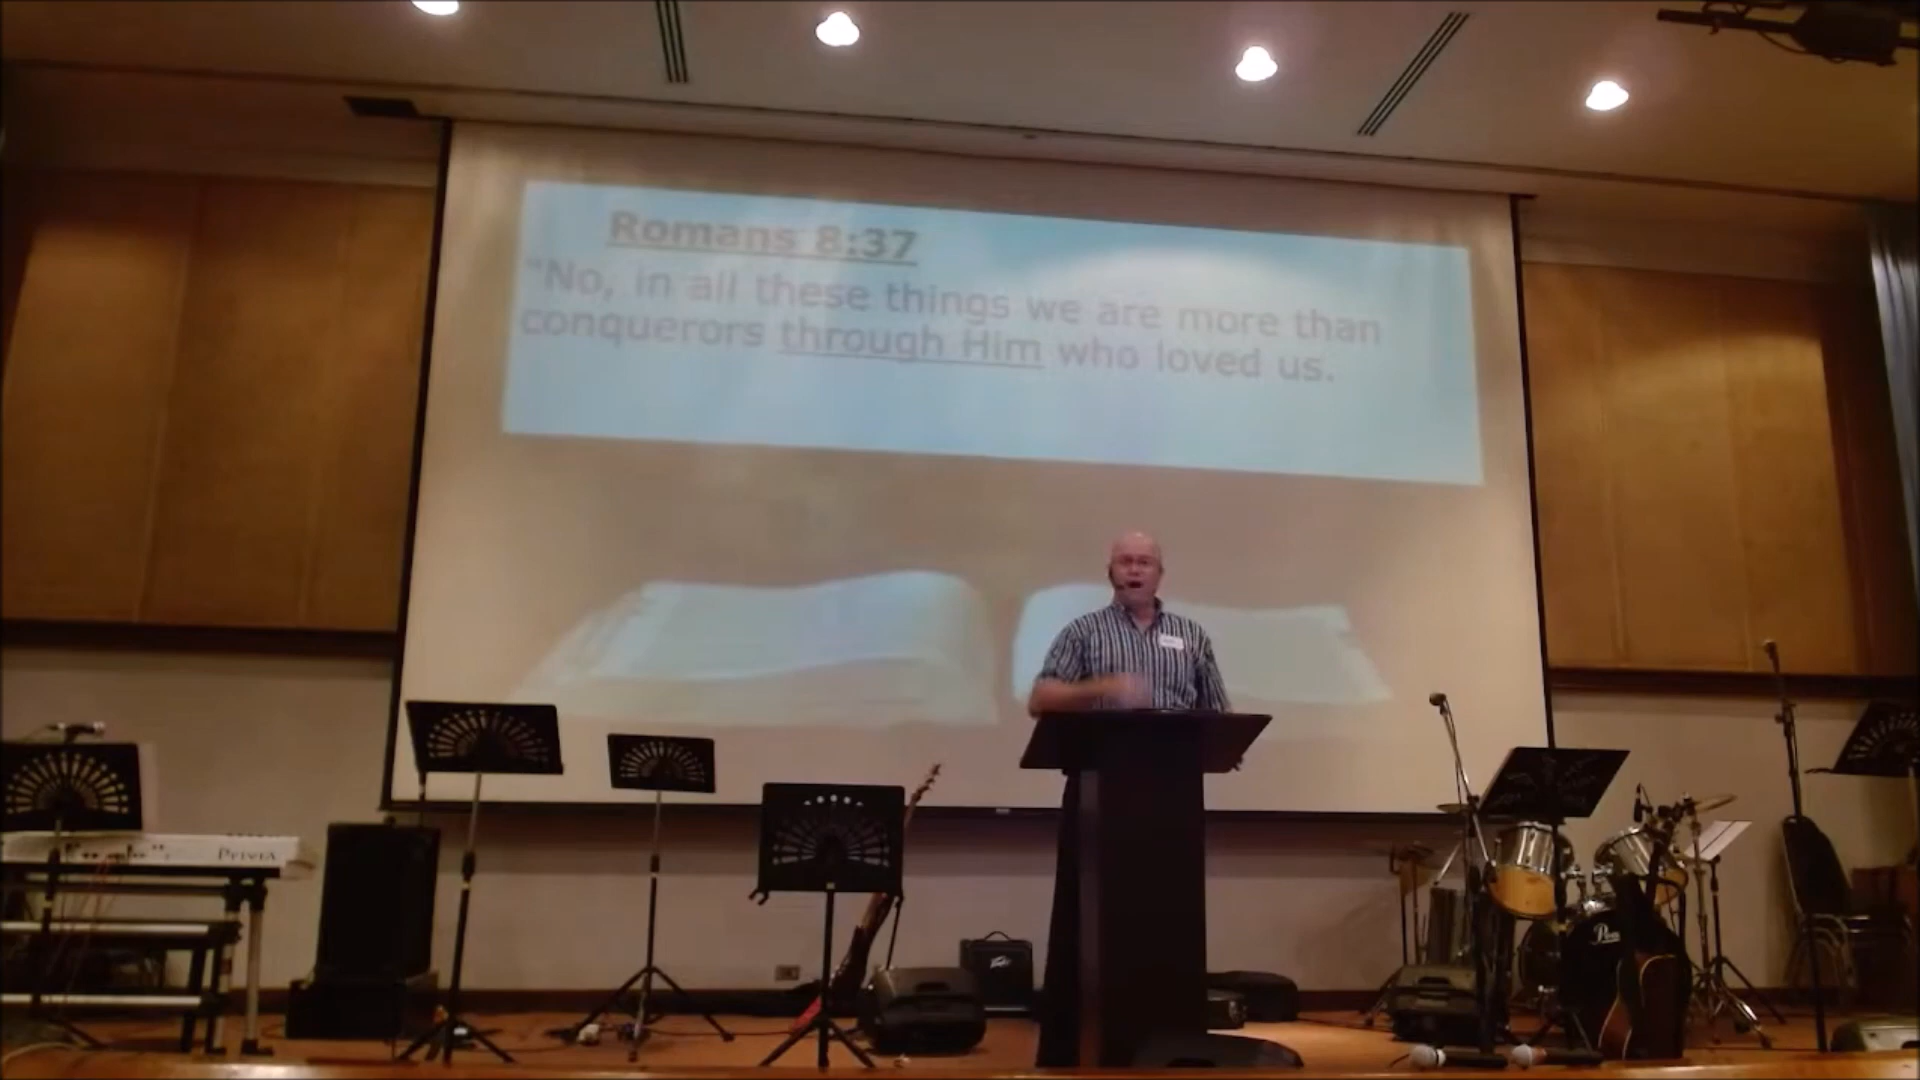 Romans 8:37
"No, in all these things we are more than
conquerors through Him who loved us.
PRIVIA